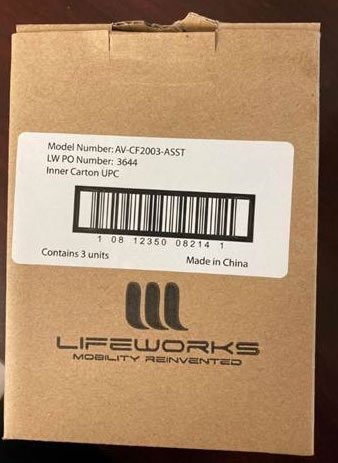 Model Number: AV-CF2003-ASST
LW PO Number: 3644
Inner Carton UPC
1 08 12350 08214 1
Contains 3 units
Made in China
LIFEWORKS
MOBILITY REINVENTED